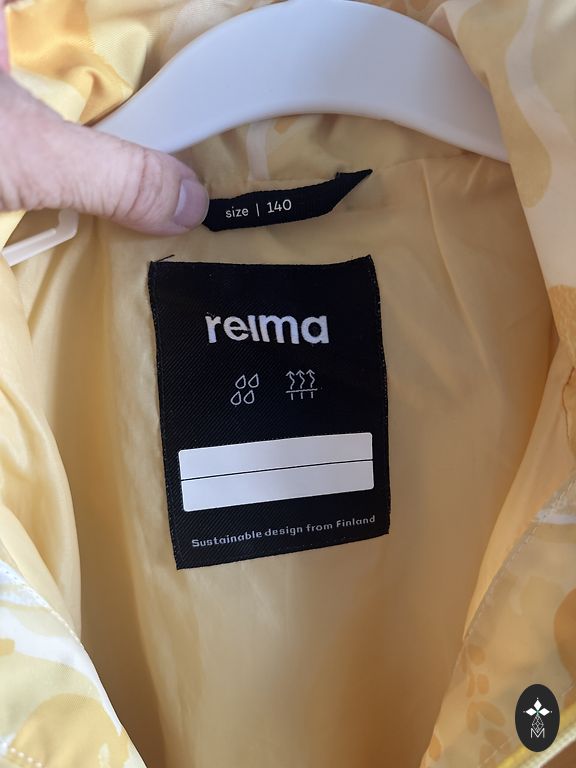 size | 140
reima
Sustainable design from Finland
M